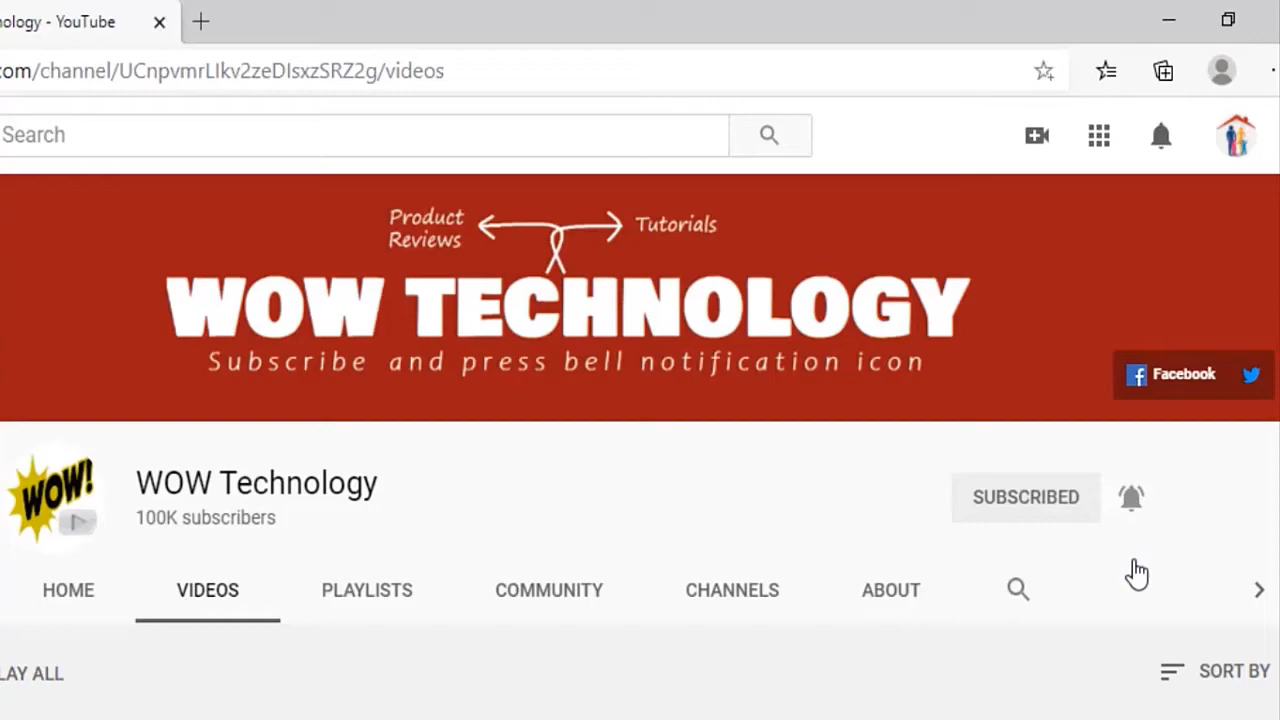 nology - YouTube
com/channel/UCnpvmrLIkv2zeDIsxzSRZ2g/videos
Search
Product
Reviews
Tutorials
WOW TECHNOLOGY
Subscribe and press bell notification icon
Facebook
WOW!
WOW Technology
100K subscribers
SUBSCRIBED
HOME VIDEOS PLAYLISTS COMMUNITY CHANNELS ABOUT
LAY ALL
SORT BY